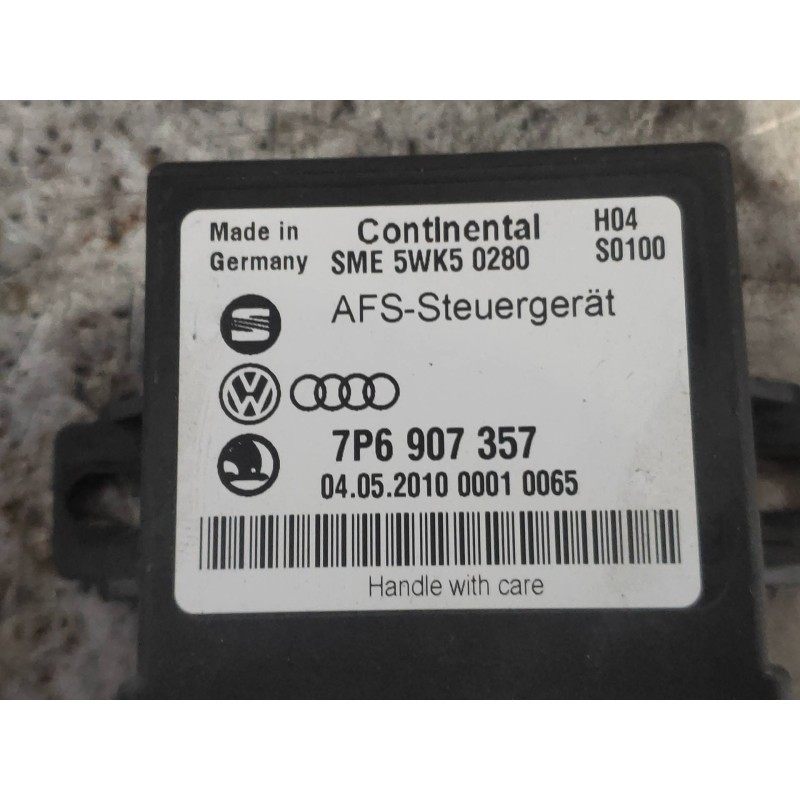 Made in Continental H04
Germany SME 5WK5 0280 S0100
AFS-Steuergerät
7P6 907 357
04.05.2010 0001 0065
Handle with care